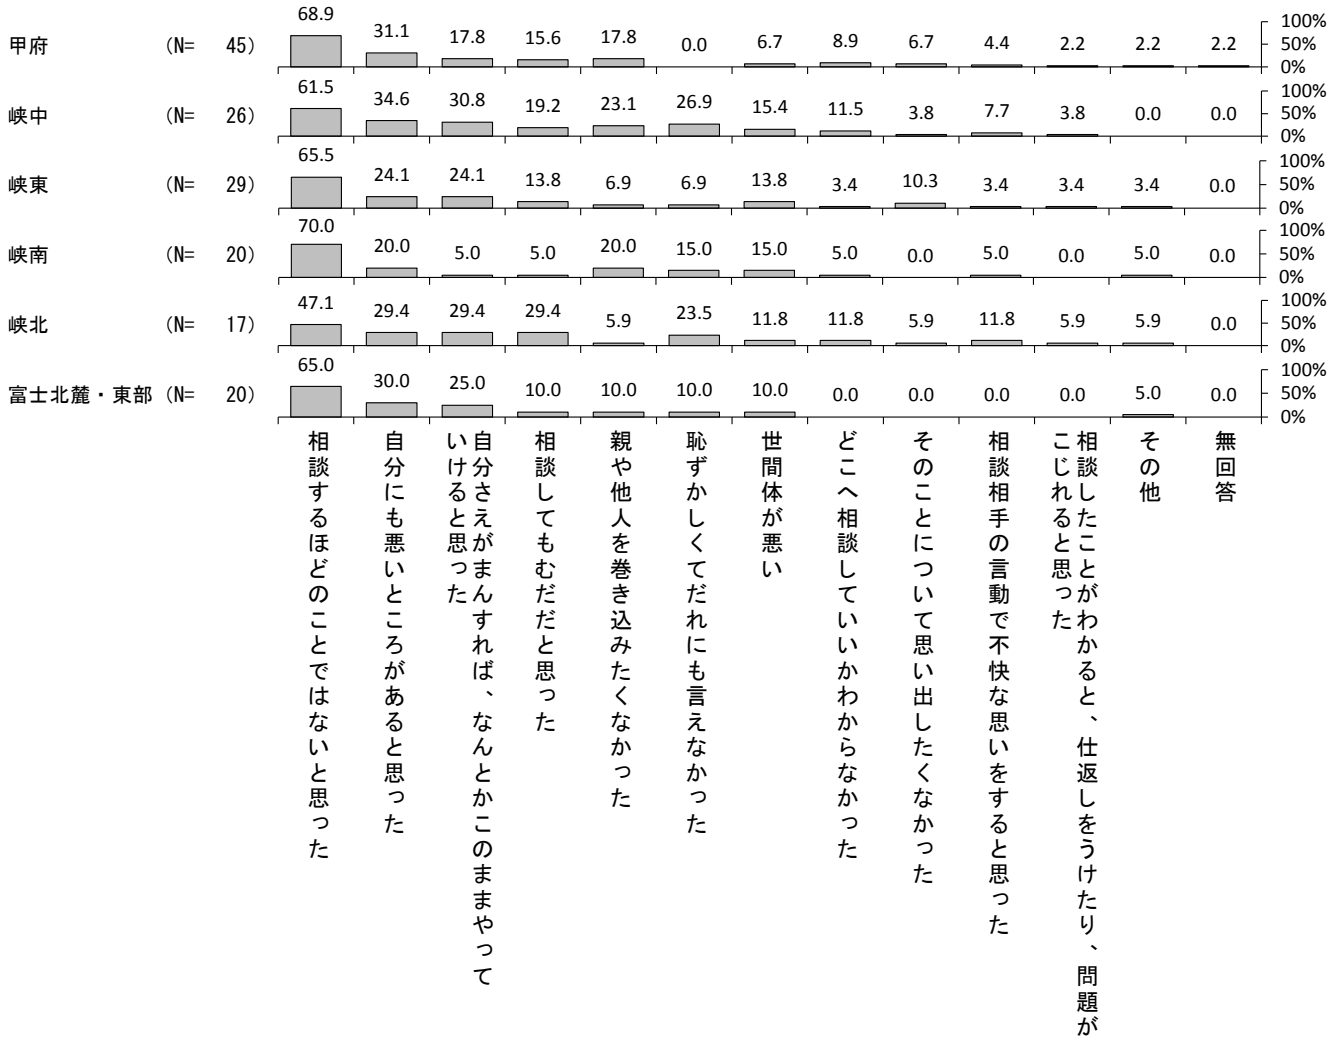 68.9 31.1 17.8 15.6 17.8 0.0 6.7 8.9 6.7 4.4 2.2 2.2 2.2
甲府 (N= 45)
100%
50%
0%
61.5 34.6 30.8 19.2 23.1 26.9 15.4 11.5 3.8 7.7 3.8 0.0 0.0
峡中 (N= 26)
100%
50%
0%
65.5 24.1 24.1 13.8 6.9 6.9 13.8 3.4 10.3 3.4 3.4 3.4 0.0
峡東 (N= 29)
100%
50%
0%
70.0 20.0 5.0 5.0 20.0 15.0 15.0 5.0 0.0 5.0 0.0 5.0 0.0
峡南 (N= 20)
100%
50%
0%
47.1 29.4 29.4 29.4 5.9 23.5 11.8 11.8 5.9 11.8 5.9 5.9 0.0
峡北 (N= 17)
100%
50%
0%
65.0 30.0 25.0 10.0 10.0 10.0 10.0 0.0 0.0 0.0 0.0 5.0 0.0
富士北麓・東部 (N= 20)
100%
50%
0%
相談するほどのことではないと思った
自分にも悪いところがあると思った
自分さえがまんすれば、なんとかこのままやって
いけると思った
相談してもむだだと思った
親や他人を巻き込みたくなかった
恥ずかしくてだれにも言えなかった
世間体が悪い
どこへ相談していいかわからなかった
そのことについて思い出したくなかった
相談相手の言動で不快な思いをすると思った
相談したことがわかると、仕返しをうけたり、問題が
こじれると思った
その他
無回答